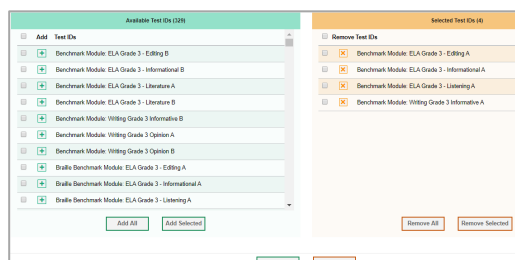 Available Test IDs (329)
Add Test IDs
Benchmark Module: ELA Grade 3 - Editing B
Benchmark Module: ELA Grade 3 - Informational B
Benchmark Module: ELA Grade 3 - Literature A
Benchmark Module: ELA Grade 3 - Literature B
Benchmark Module: Writing Grade 3 Informative B
Benchmark Module: Writing Grade 3 Opinion A
Benchmark Module: Writing Grade 3 Opinion B
Braille Benchmark Module: ELA Grade 3 - Editing A
Braille Benchmark Module: ELA Grade 3 - Informational A
Braille Benchmark Module: ELA Grade 3 - Listening A
Add All Add Selected
Selected Test IDs (4)
Remove Test IDs
Benchmark Module: ELA Grade 3 - Editing A
Benchmark Module: ELA Grade 3 - Informational A
Benchmark Module: ELA Grade 3 - Listening A
Benchmark Module: Writing Grade 3 Informative A
Remove All Remove Selected